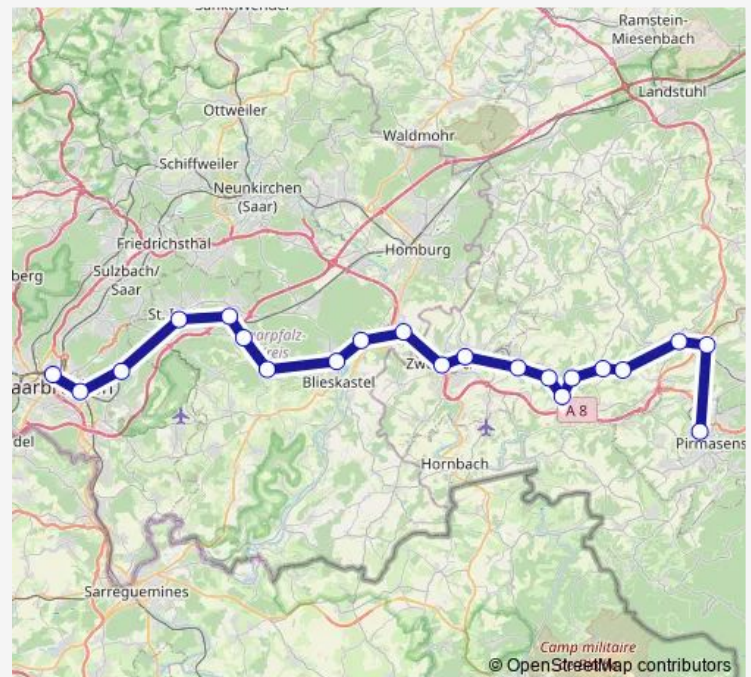 Ramstein-
Miesenbach
Landstuhl
Ottweiler
Waldmohr
Schiffweiler
Neunkirchen
(Saar)
Friedrichsthal
Homburg
Sulzbach/
Saar
St.
Blieskastel
A 8
Hornbach
Pirmasens
Sarreguemines
Camp militaire
© OpenStreetMap contributors